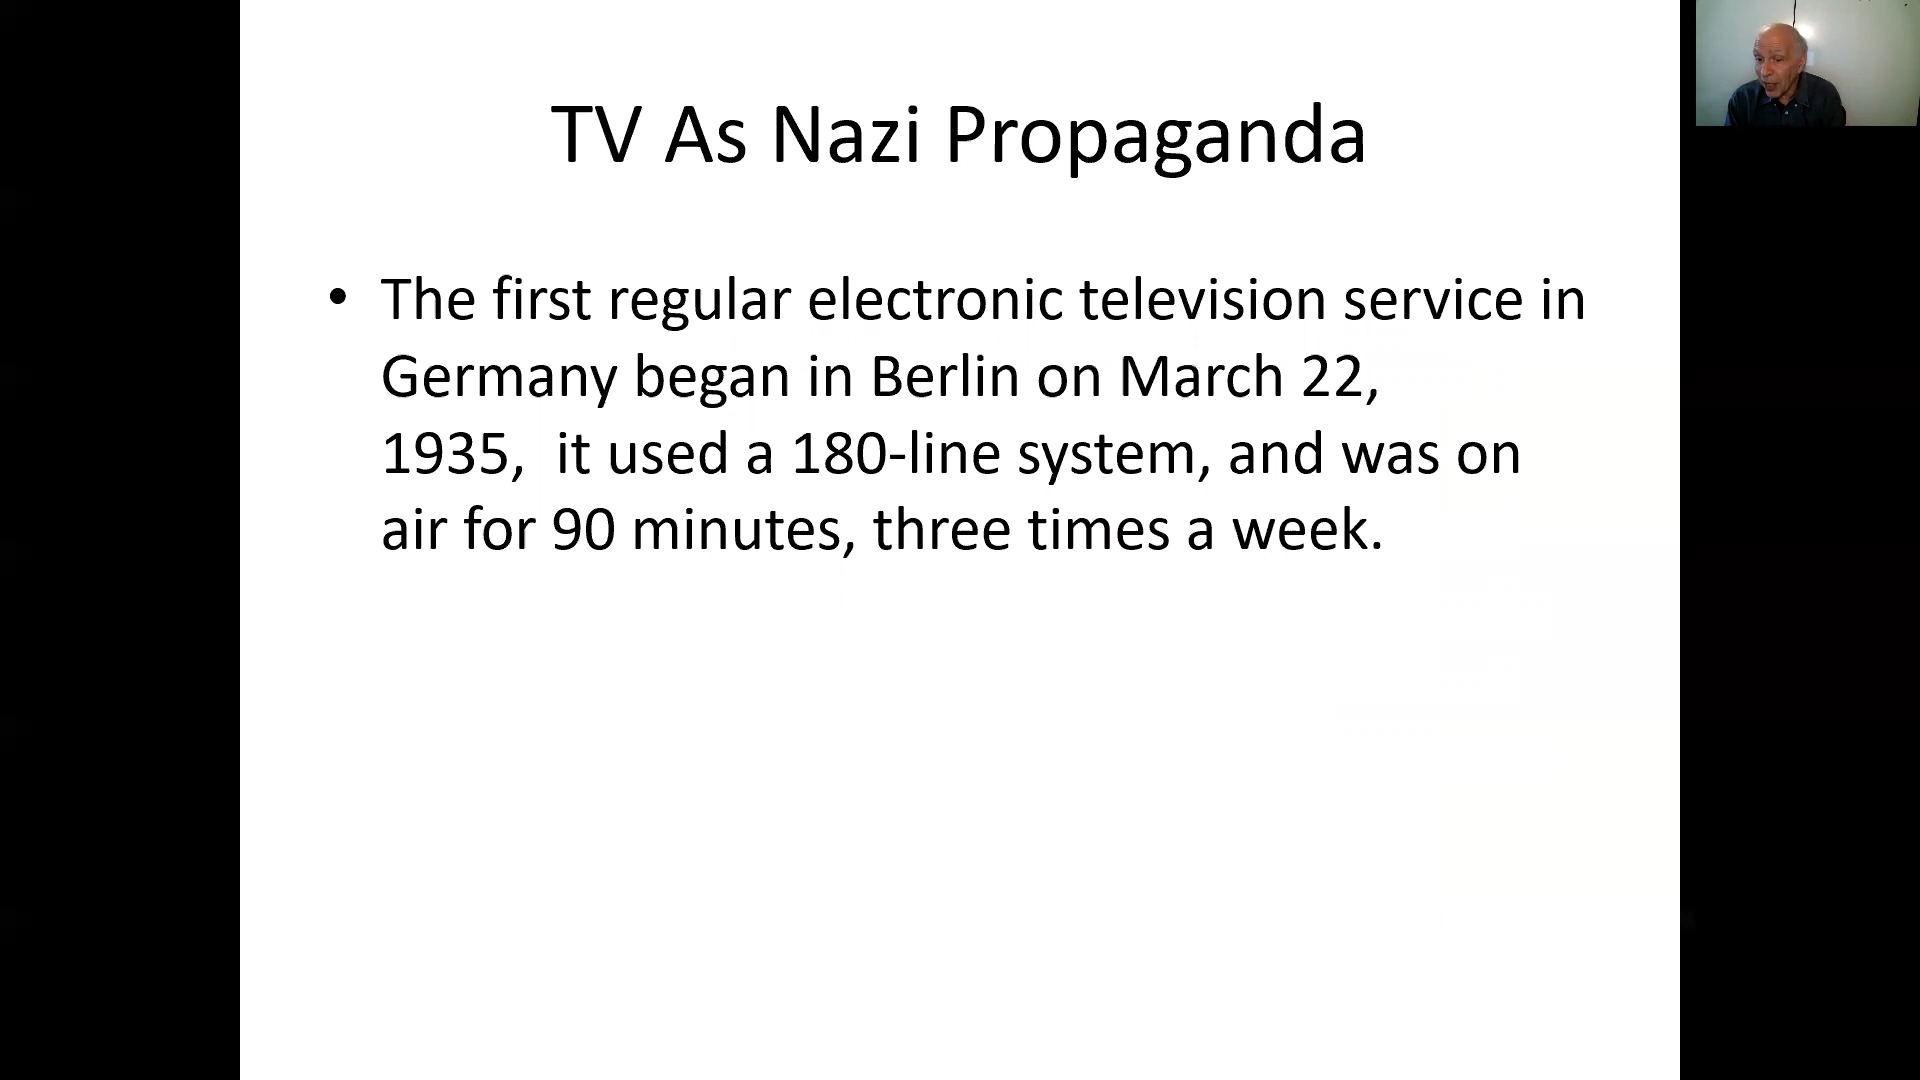 TV As Nazi Propaganda
• The first regular electronic television service in
Germany began in Berlin on March 22,
1935,  it used a 180-line system, and was on
air for 90 minutes, three times a week.